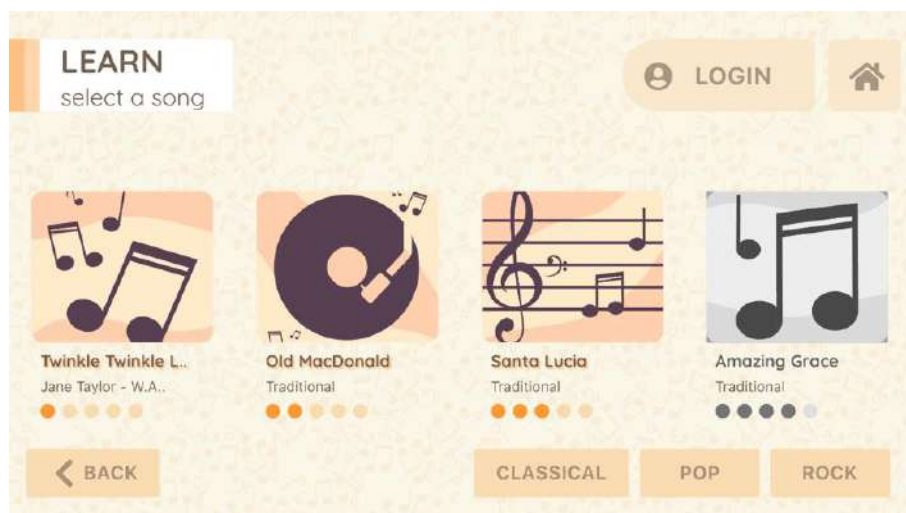 LEARN
select a song
LOGIN
Twinkle Twinkle L..
Jane Taylor - W.A..
Old MacDonald
Traditional
Santa Lucia
Traditional
Amazing Grace
Traditional
BACK
CLASSICAL
POP
ROCK